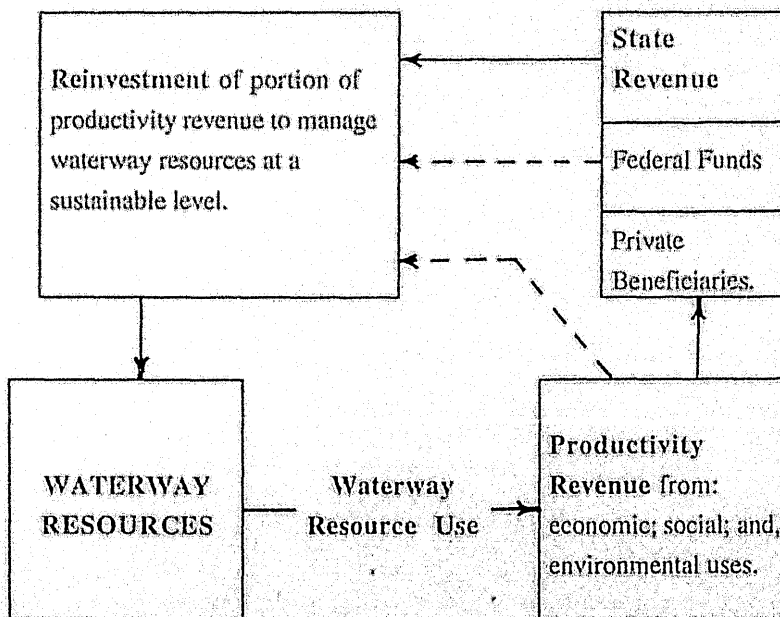 Reinvestment of portion of
productivity revenue to manage
waterway resources at a
sustainable level.
State
Revenue
Federal Funds
Private
Beneficiaries.
WATERWAY
RESOURCES
Waterway
Resource Use
Productivity
Revenue from:
economic; social; and,
environmental uses.